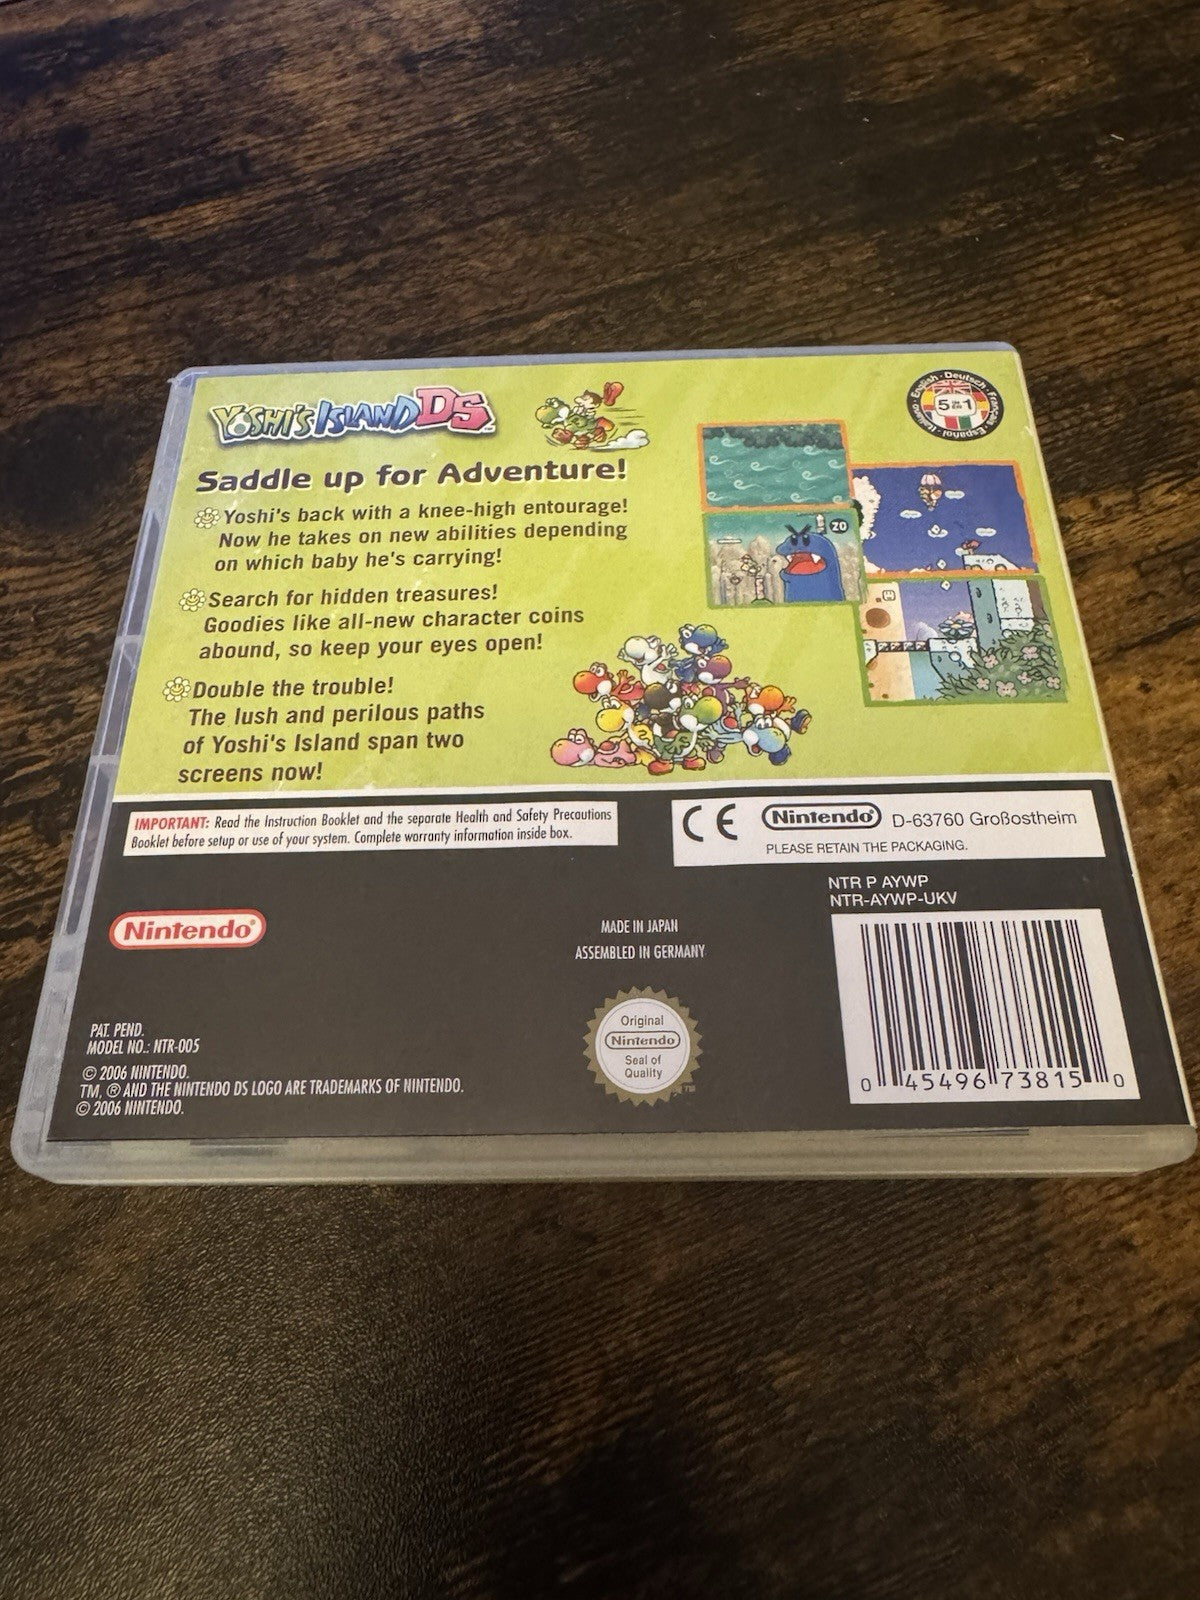 YOSHI'S ISLAND DS
English · Deutsch · Français · Español · Italiano
5 IN 1
Saddle up for Adventure!
Yoshi's back with a knee-high entourage!
Now he takes on new abilities depending
on which baby he's carrying!
Search for hidden treasures!
Goodies like all-new character coins
abound, so keep your eyes open!
Double the trouble!
The lush and perilous paths
of Yoshi's Island span two
screens now!
20
IMPORTANT: Read the Instruction Booklet and the separate Health and Safety Precautions
Booklet before setup or use of your system. Complete warranty information inside box.
CE Nintendo® D-63760 Großostheim
PLEASE RETAIN THE PACKAGING.
NTR P AYWP
NTR-AYWP-UKV
Nintendo®
MADE IN JAPAN
ASSEMBLED IN GERMANY
Original
Nintendo
Seal of
Quality
TM
PAT. PEND.
MODEL NO.: NTR-005
© 2006 NINTENDO.
TM, ® AND THE NINTENDO DS LOGO ARE TRADEMARKS OF NINTENDO.
© 2006 NINTENDO.
0 45496 73815 0